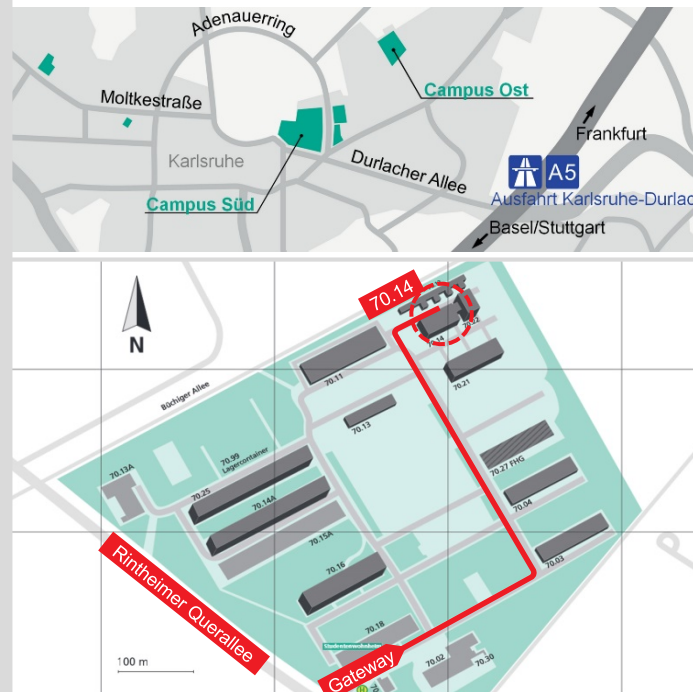 Adenauerring
Campus Ost
Moltkestraße
Frankfurt
Karlsruhe
Durlacher Allee
A5
Ausfahrt Karlsruhe-Durlac
Campus Süd
Basel/Stuttgart
70.14
N
70.14
70.11
70.21
Büchiger Allee
70.13
70.99
Lagercontainer
70.13A
70.27 FHG
70.25
70.14A
70.04
70.15A
70.03
70.16
Rintheimer Querallee
70.18
70.02
70.30
100 m
Gateway